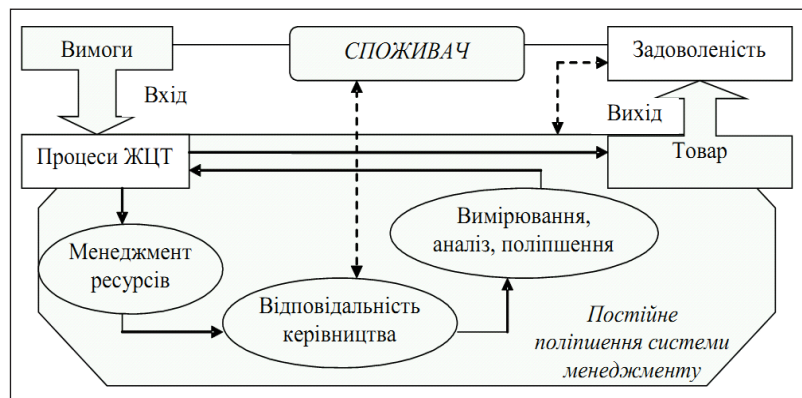 Вимоги
СПОЖИВАЧ
Задоволеність
Вхід
Вихід
Процеси ЖЦТ
Товар
Менеджмент
ресурсів
Вимірювання,
аналіз, поліпшення
Відповідальність
керівництва
Постійне
поліпшення системи
менеджменту